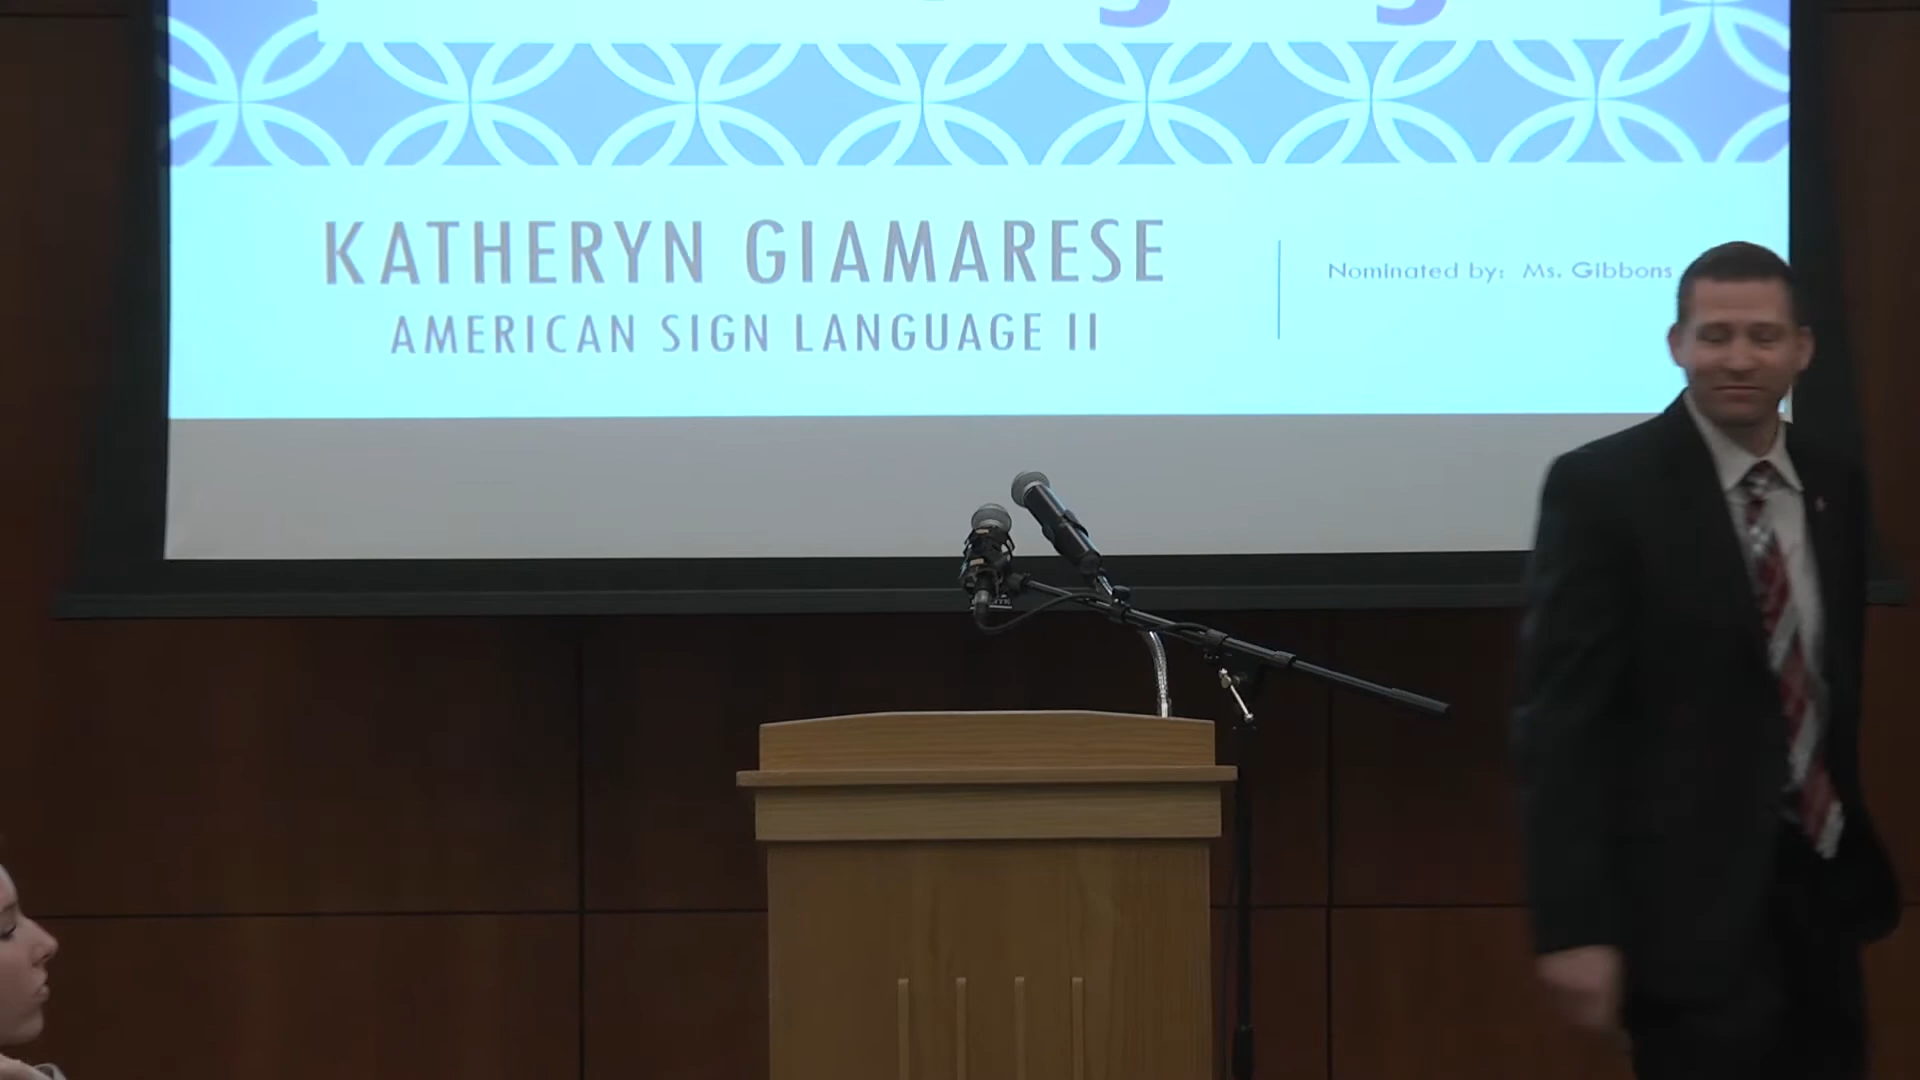 KATHERYN GIAMARESE
AMERICAN SIGN LANGUAGE II
Nominated by: Ms. Gibbons